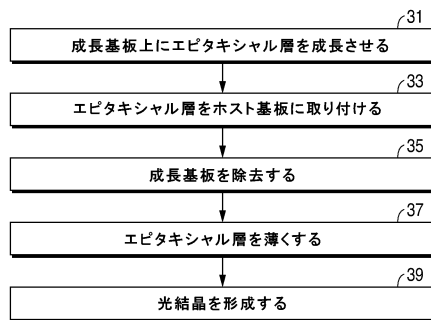 31
成長基板上にエピタキシャル層を成長させる
33
エピタキシャル層をホスト基板に取り付ける
35
成長基板を除去する
37
エピタキシャル層を薄くする
39
光結晶を形成する